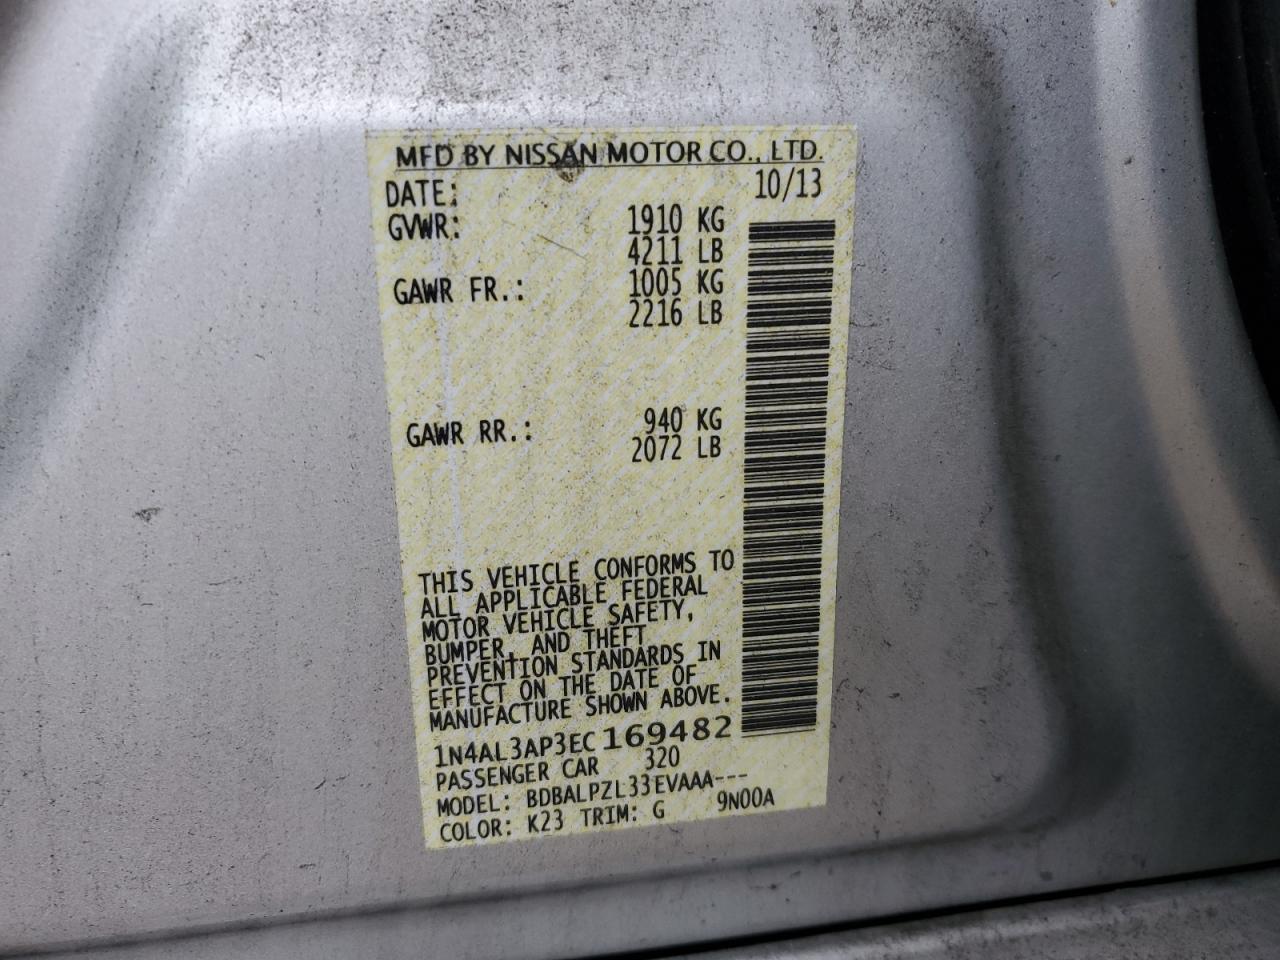 MFD BY NISSAN MOTOR CO., LTD.
DATE: 10/13
GVWR: 1910 KG
4211 LB
GAWR FR.: 1005 KG
2216 LB
GAWR RR.: 940 KG
2072 LB
THIS VEHICLE CONFORMS TO
ALL APPLICABLE FEDERAL
MOTOR VEHICLE SAFETY,
BUMPER, AND THEFT
PREVENTION STANDARDS IN
EFFECT ON THE DATE OF
MANUFACTURE SHOWN ABOVE.
1N4AL3AP3EC169482
PASSENGER CAR 320
MODEL: BDBALPZL33EVAAA---
COLOR: K23 TRIM: G 9N00A